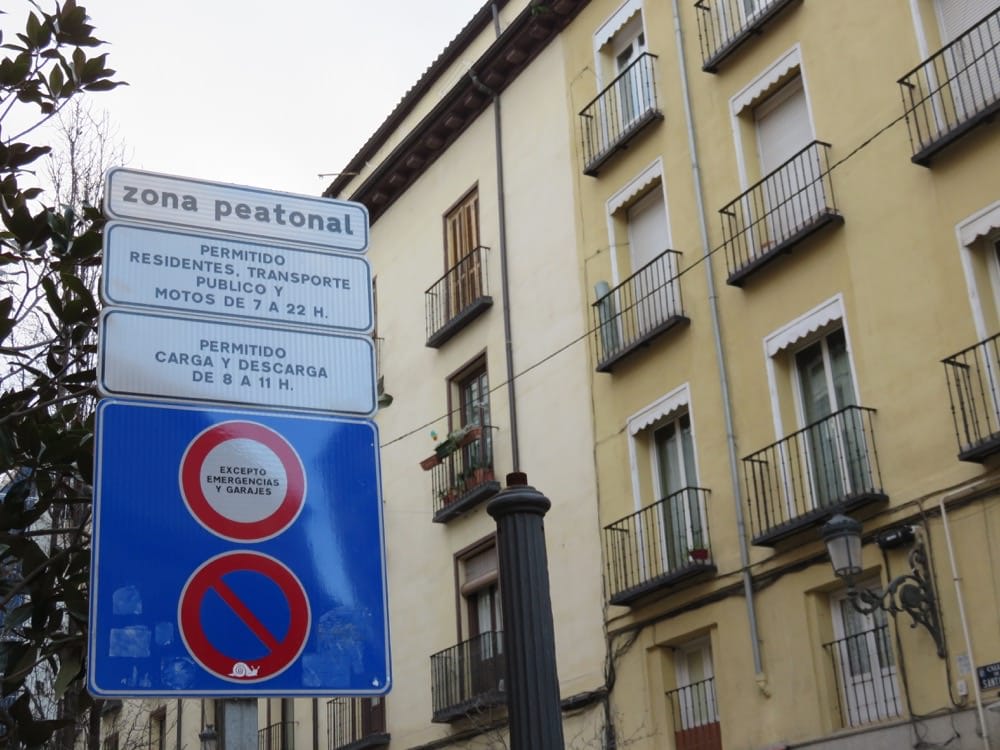 zona peatonal
PERMITIDO
RESIDENTES, TRANSPORTE
PUBLICO Y
MOTOS DE 7 A 22 H.
PERMITIDO
CARGA Y DESCARGA
DE 8 A 11 H.
EXCEPTO
EMERGENCIAS
Y GARAJES